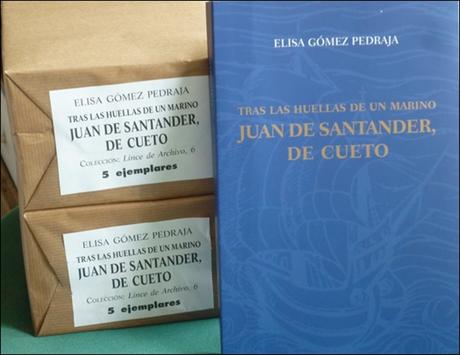 ELISA GÓMEZ PEDRAJA
TRAS LAS HUELLAS DE UN MARINO
JUAN DE SANTANDER,
DE CUETO
COLECCIÓN: Lince de Archivo, 6
5 ejemplares
ELISA GÓMEZ PEDRAJA
TRAS LAS HUELLAS DE UN MARINO
JUAN DE SANTANDER,
DE CUETO
COLECCIÓN: Lince de Archivo, 6
5 ejemplares
ELISA GÓMEZ PEDRAJA
TRAS LAS HUELLAS DE UN MARINO
JUAN DE SANTANDER,
DE CUETO